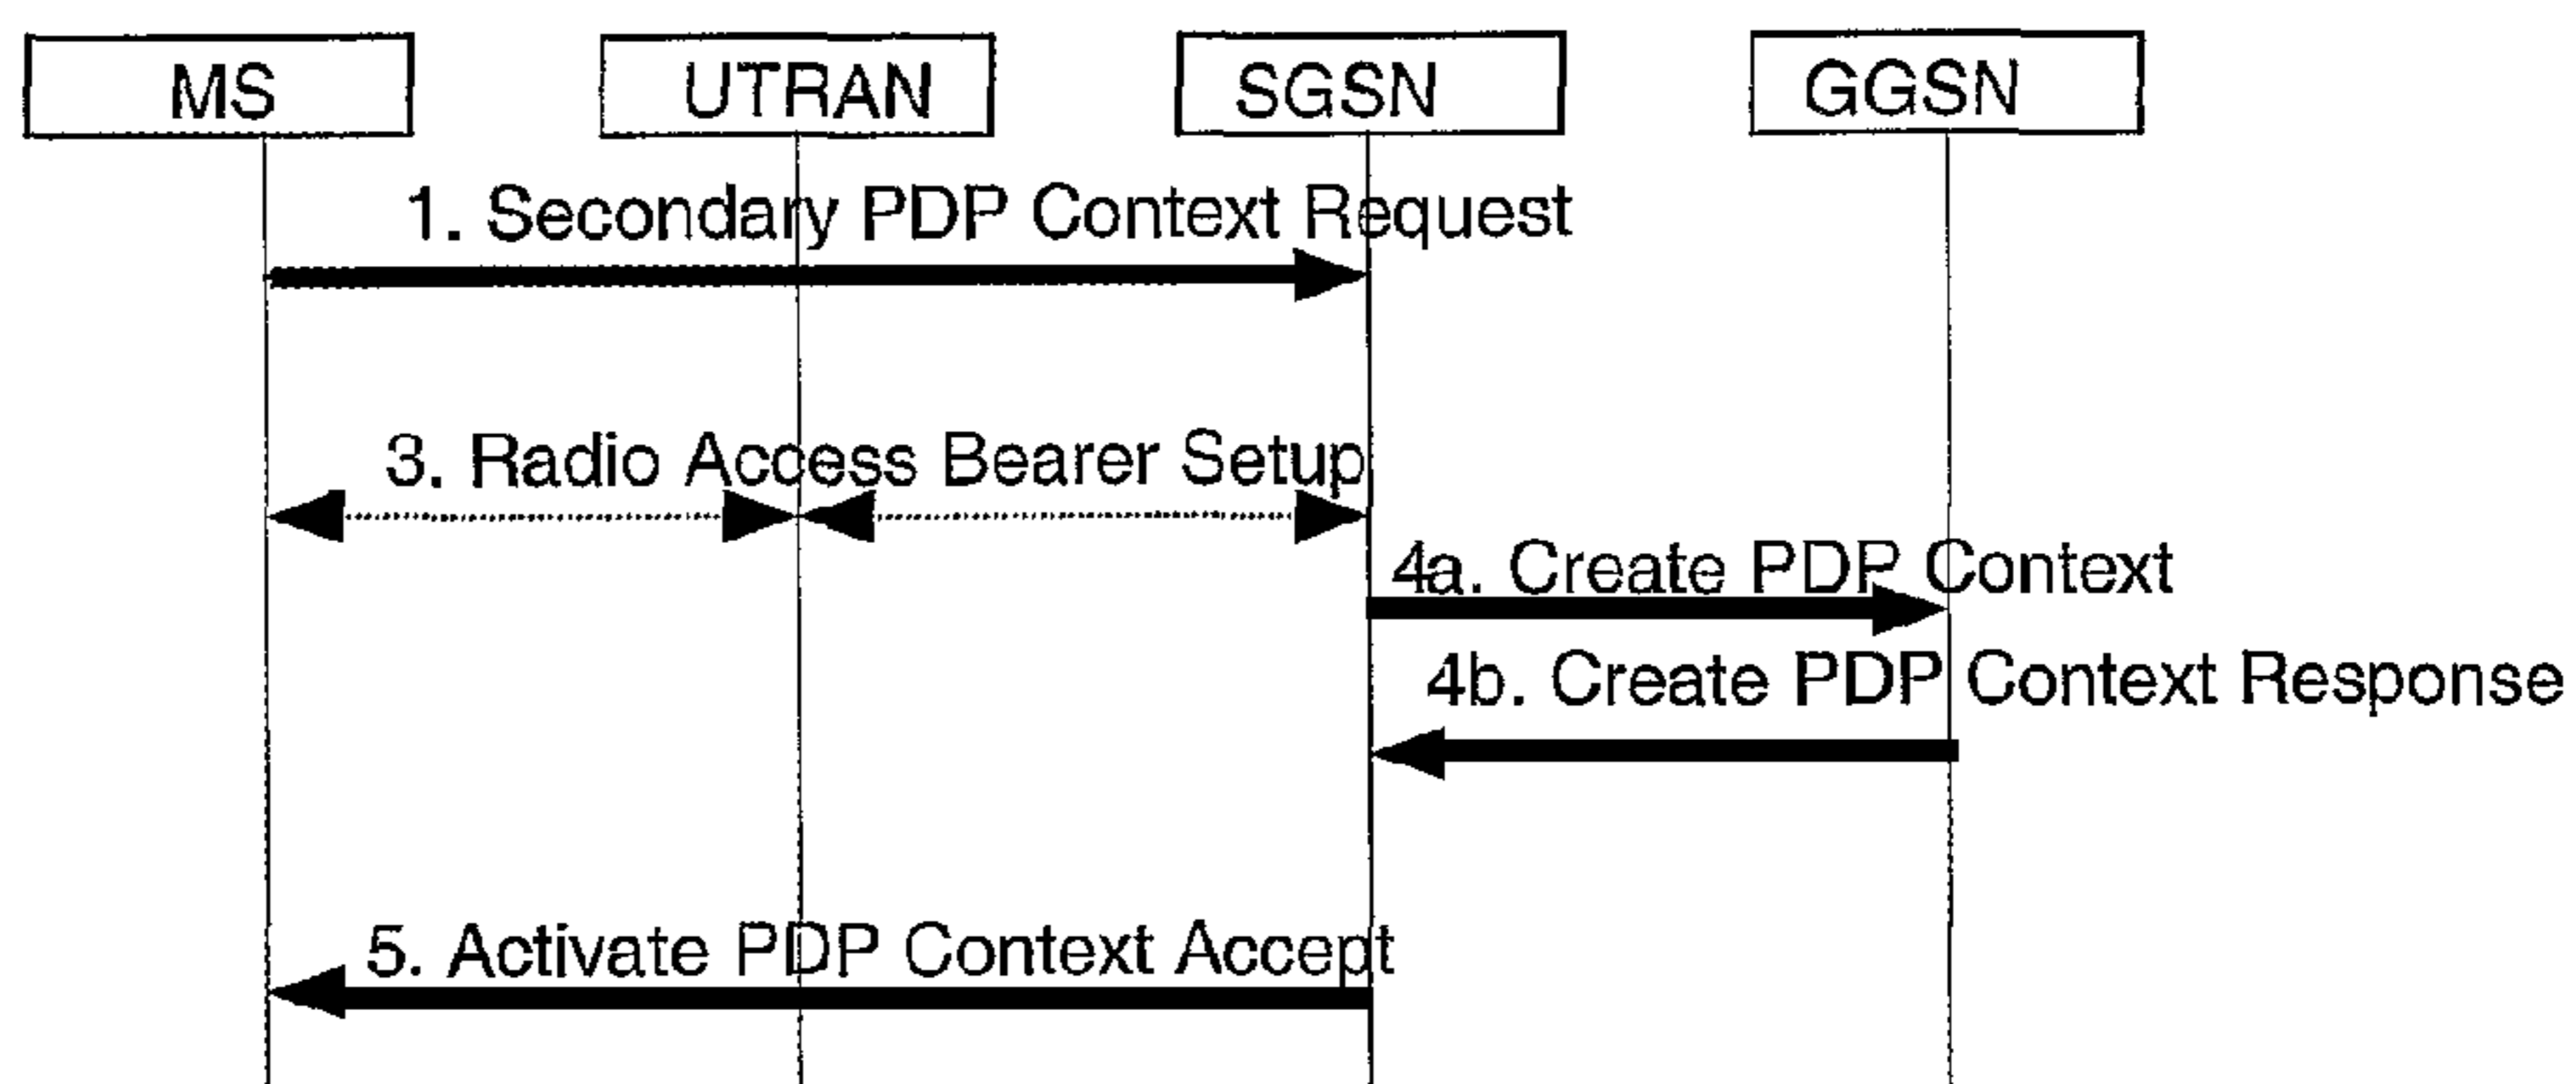 MS UTRAN SGSN GGSN
1. Secondary PDP Context Request
3. Radio Access Bearer Setup
4a. Create PDP Context
4b. Create PDP Context Response
5. Activate PDP Context Accept